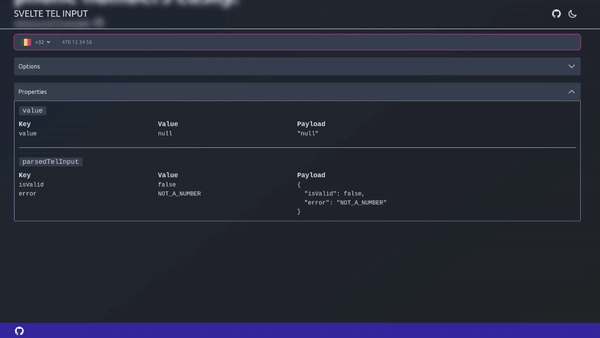 SVELTE TEL INPUT
+32 470 12 34 56
Options
Properties
value
Key Value Payload
value null "null"
parsedTelInput
Key Value Payload
isValid false {
error NOT_A_NUMBER "isValid": false,
"error": "NOT_A_NUMBER"
}